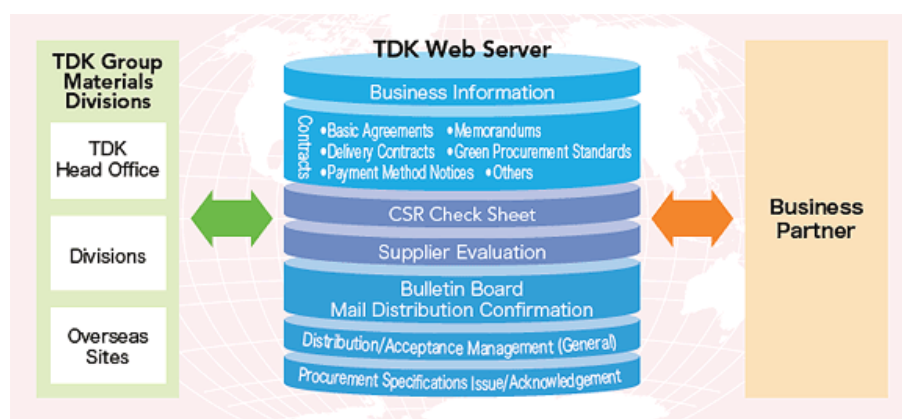 TDK Group
Materials
Divisions
TDK
Head Office
Divisions
Overseas
Sites
TDK Web Server
Business Information
Contracts
•Basic Agreements •Memorandums
•Delivery Contracts •Green Procurement Standards
•Payment Method Notices •Others
CSR Check Sheet
Supplier Evaluation
Bulletin Board
Mail Distribution Confirmation
Distribution/Acceptance Management (General)
Procurement Specifications Issue/Acknowledgement
Business
Partner